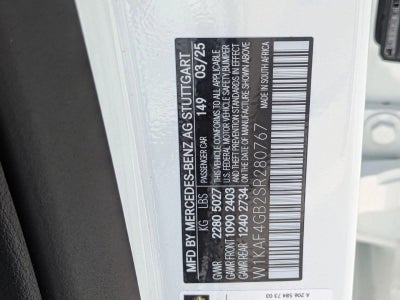 MFD BY MERCEDES-BENZ AG STUTTGART
PASSENGER CAR 149 03/25
KG LBS
GVWR 2280 5027
GAWR FRONT 1090 2403
GAWR REAR 1240 2734
THIS VEHICLE CONFORMS TO ALL APPLICABLE
U.S. FEDERAL MOTOR VEHICLE SAFETY/BUMPER
AND THEFT PREVENTION STANDARDS IN
EFFECT ON THE DATE OF MANUFACTURE
SHOWN ABOVE.
W1KAF4GB2SR280767
MADE IN SOUTH AFRICA
A 206 584 73 03